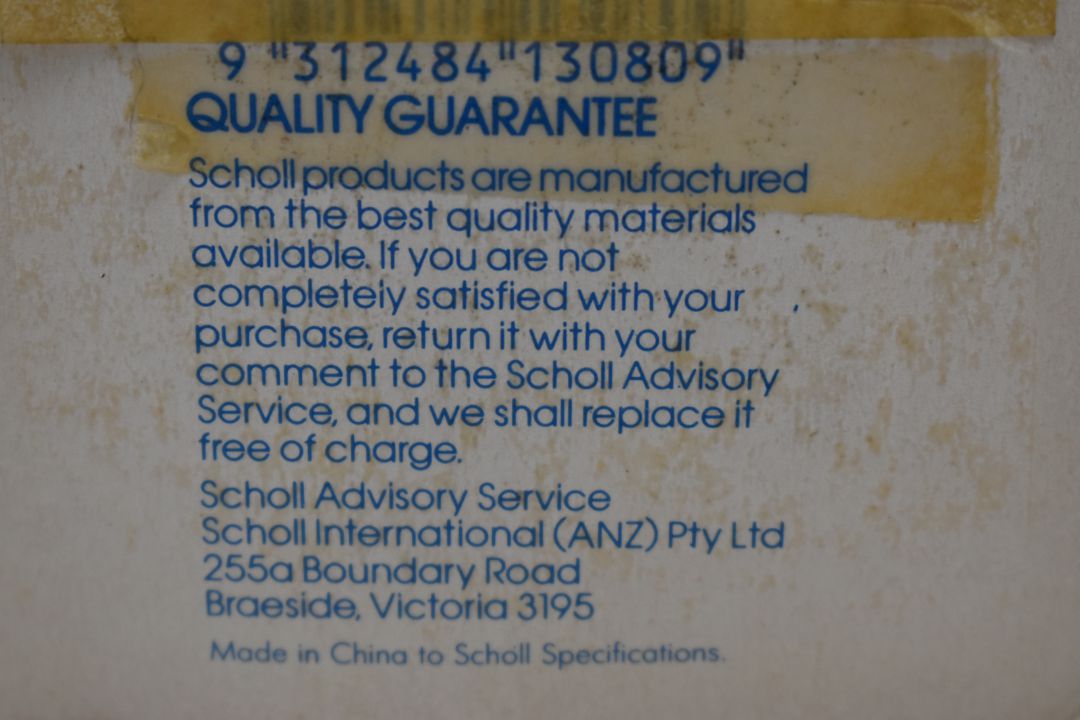 9 "312484"130809"
QUALITY GUARANTEE
Scholl products are manufactured
from the best quality materials
available. If you are not
completely satisfied with your
purchase, return it with your
comment to the Scholl Advisory
Service, and we shall replace it
free of charge.
Scholl Advisory Service
Scholl International (ANZ) Pty Ltd
255a Boundary Road
Braeside, Victoria 3195
Made in China to Scholl Specifications.